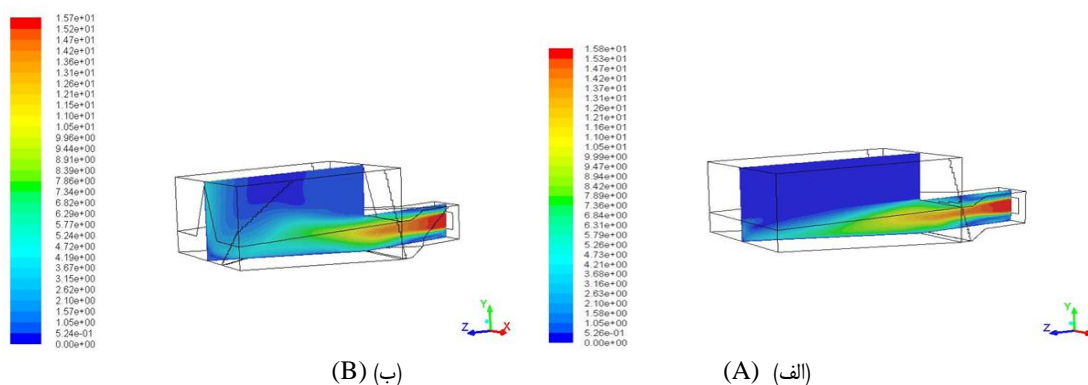 1.57e+01
1.52e+01
1.47e+01
1.42e+01
1.36e+01
1.31e+01
1.26e+01
1.21e+01
1.15e+01
1.10e+01
1.05e+01
9.96e+00
9.44e+00
8.91e+00
8.39e+00
7.86e+00
7.34e+00
6.82e+00
6.29e+00
5.77e+00
5.24e+00
4.72e+00
4.19e+00
3.67e+00
3.15e+00
2.62e+00
2.10e+00
1.57e+00
1.05e+00
5.24e-01
0.00e+00
Y
Z
X
(ب) (B)
1.58e+01
1.53e+01
1.47e+01
1.42e+01
1.37e+01
1.31e+01
1.26e+01
1.21e+01
1.16e+01
1.10e+01
1.05e+01
9.99e+00
9.47e+00
8.94e+00
8.42e+00
7.89e+00
7.36e+00
6.84e+00
6.31e+00
5.79e+00
5.26e+00
4.73e+00
4.21e+00
3.68e+00
3.16e+00
2.63e+00
2.10e+00
1.58e+00
1.05e+00
5.26e-01
0.00e+00
Y
Z
(الف) (A)